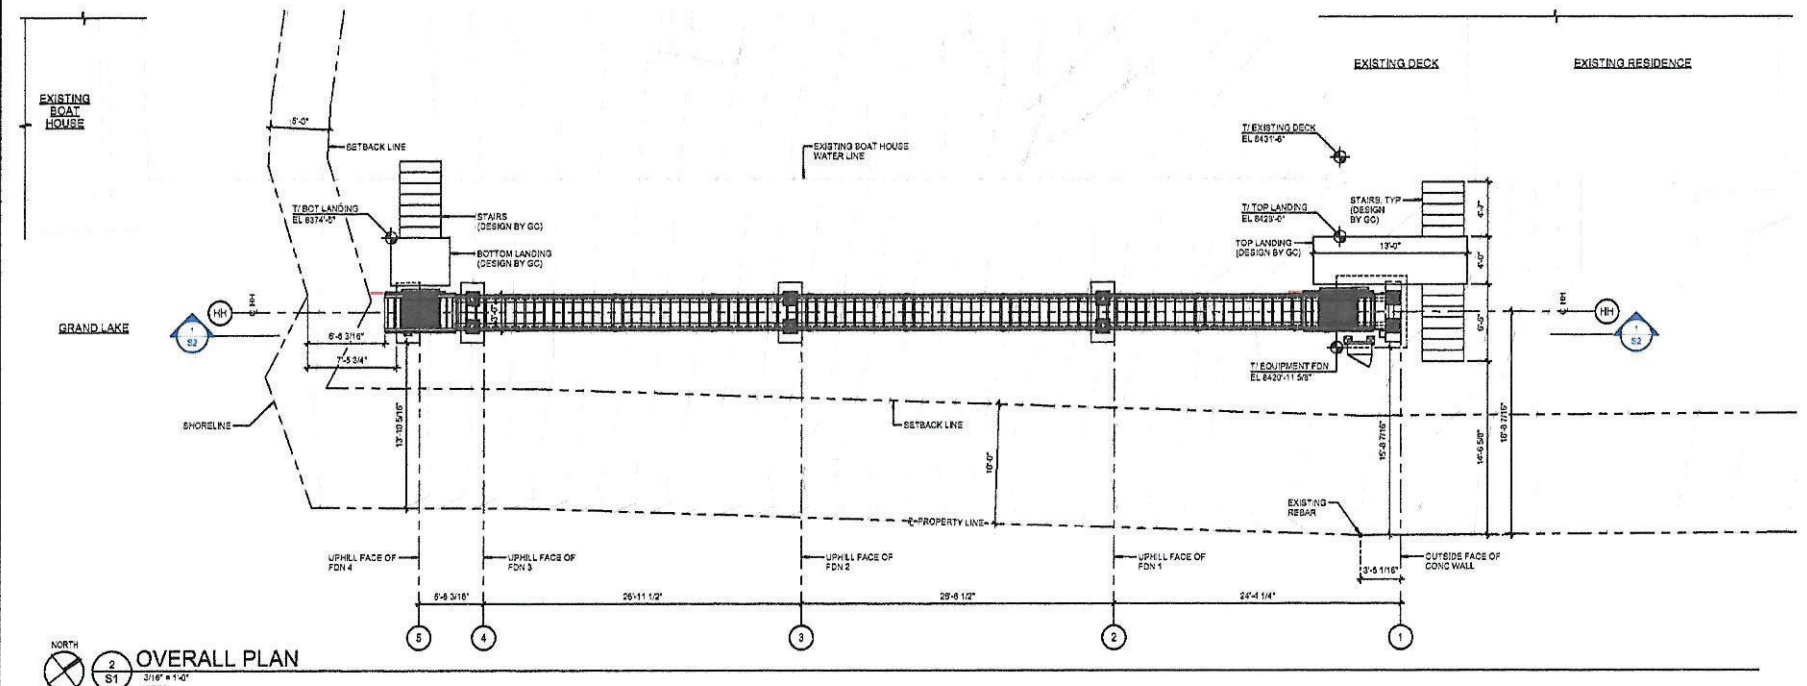 EXISTING DECK
EXISTING RESIDENCE
EXISTING
BOAT
HOUSE
5'-0"
SETBACK LINE
EXISTING BOAT HOUSE
WATER LINE
T/ EXISTING DECK
EL 8431'-6"
T/ BOT LANDING
EL 8374'-0"
STAIRS
(DESIGN BY GC)
BOTTOM LANDING
(DESIGN BY GC)
T/ TOP LANDING
EL 8428'-0"
STAIRS, TYP
(DESIGN
BY GC)
TOP LANDING
(DESIGN BY GC)
13'-0"
4'-7"
4'-0"
6'-5"
GRAND LAKE
1
S2
HH
℄ HH
3'-0"
℄ HH
HH
1
S2
6'-6 3/16"
7'-5 3/4"
T/ EQUIPMENT FDN
EL 8420'-11 5/8"
SHORELINE
SETBACK LINE
13'-10 5/16"
10'-0"
15'-8 7/16"
14'-6 5/8"
18'-8 7/16"
EXISTING
REBAR
PROPERTY LINE
UPHILL FACE OF
FDN 4
UPHILL FACE OF
FDN 3
UPHILL FACE OF
FDN 2
UPHILL FACE OF
FDN 1
OUTSIDE FACE OF
CONC WALL
3'-5 1/16"
26'-11 1/2"
24'-4 1/4"
5
4
3
2
1
NORTH
2
S1
OVERALL PLAN
3/16" = 1'-0"